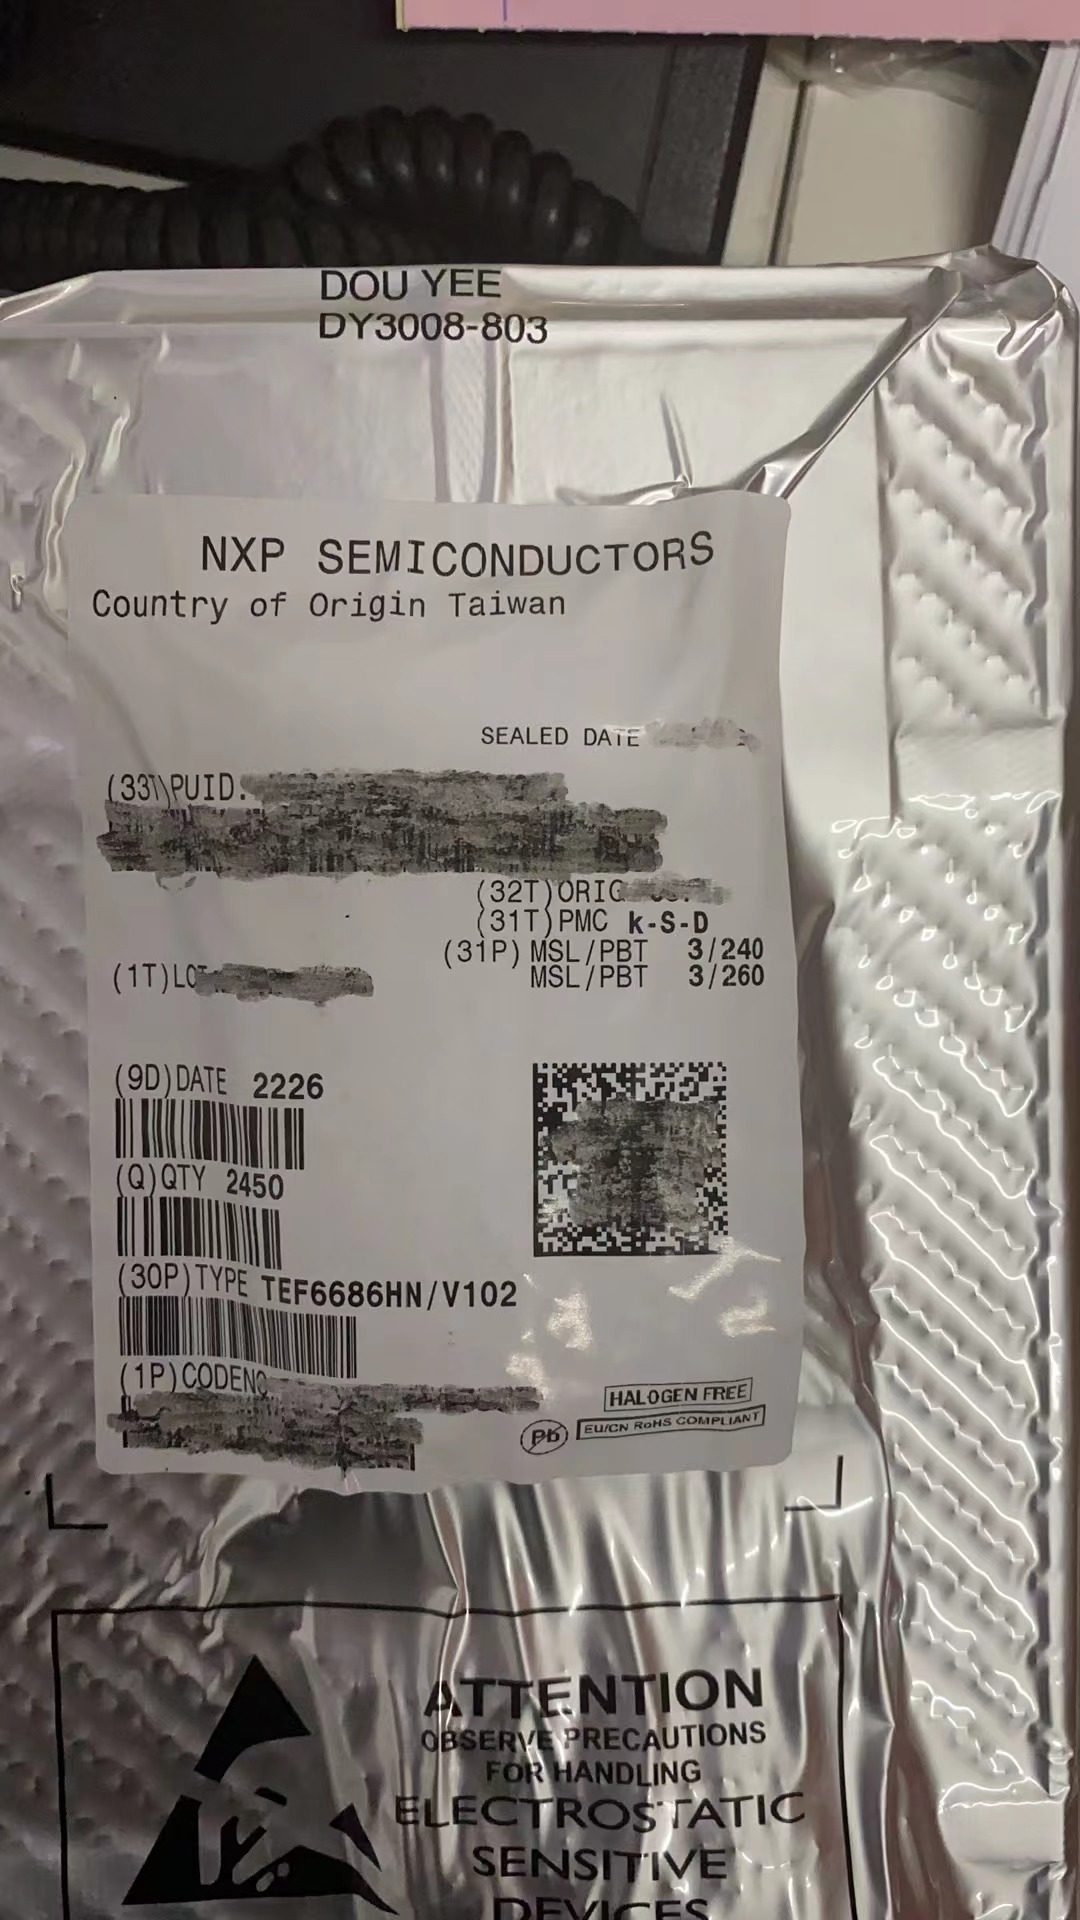 DOU YEE
DY3008-803
NXP SEMICONDUCTORS
Country of Origin Taiwan
SEALED DATE
(33T)PUID.
(32T)ORIG
(31T)PMC k-S-D
(31P) MSL/PBT 3/240
MSL/PBT 3/260
(1T)LOT
(9D)DATE 2226
(Q)QTY 2450
(30P)TYPE TEF6686HN/V102
(1P)CODENO
HALOGEN FREE
Pb
EU/CN RoHS COMPLIANT
ATTENTION
OBSERVE PRECAUTIONS
FOR HANDLING
ELECTROSTATIC
SENSITIVE
DEVICES